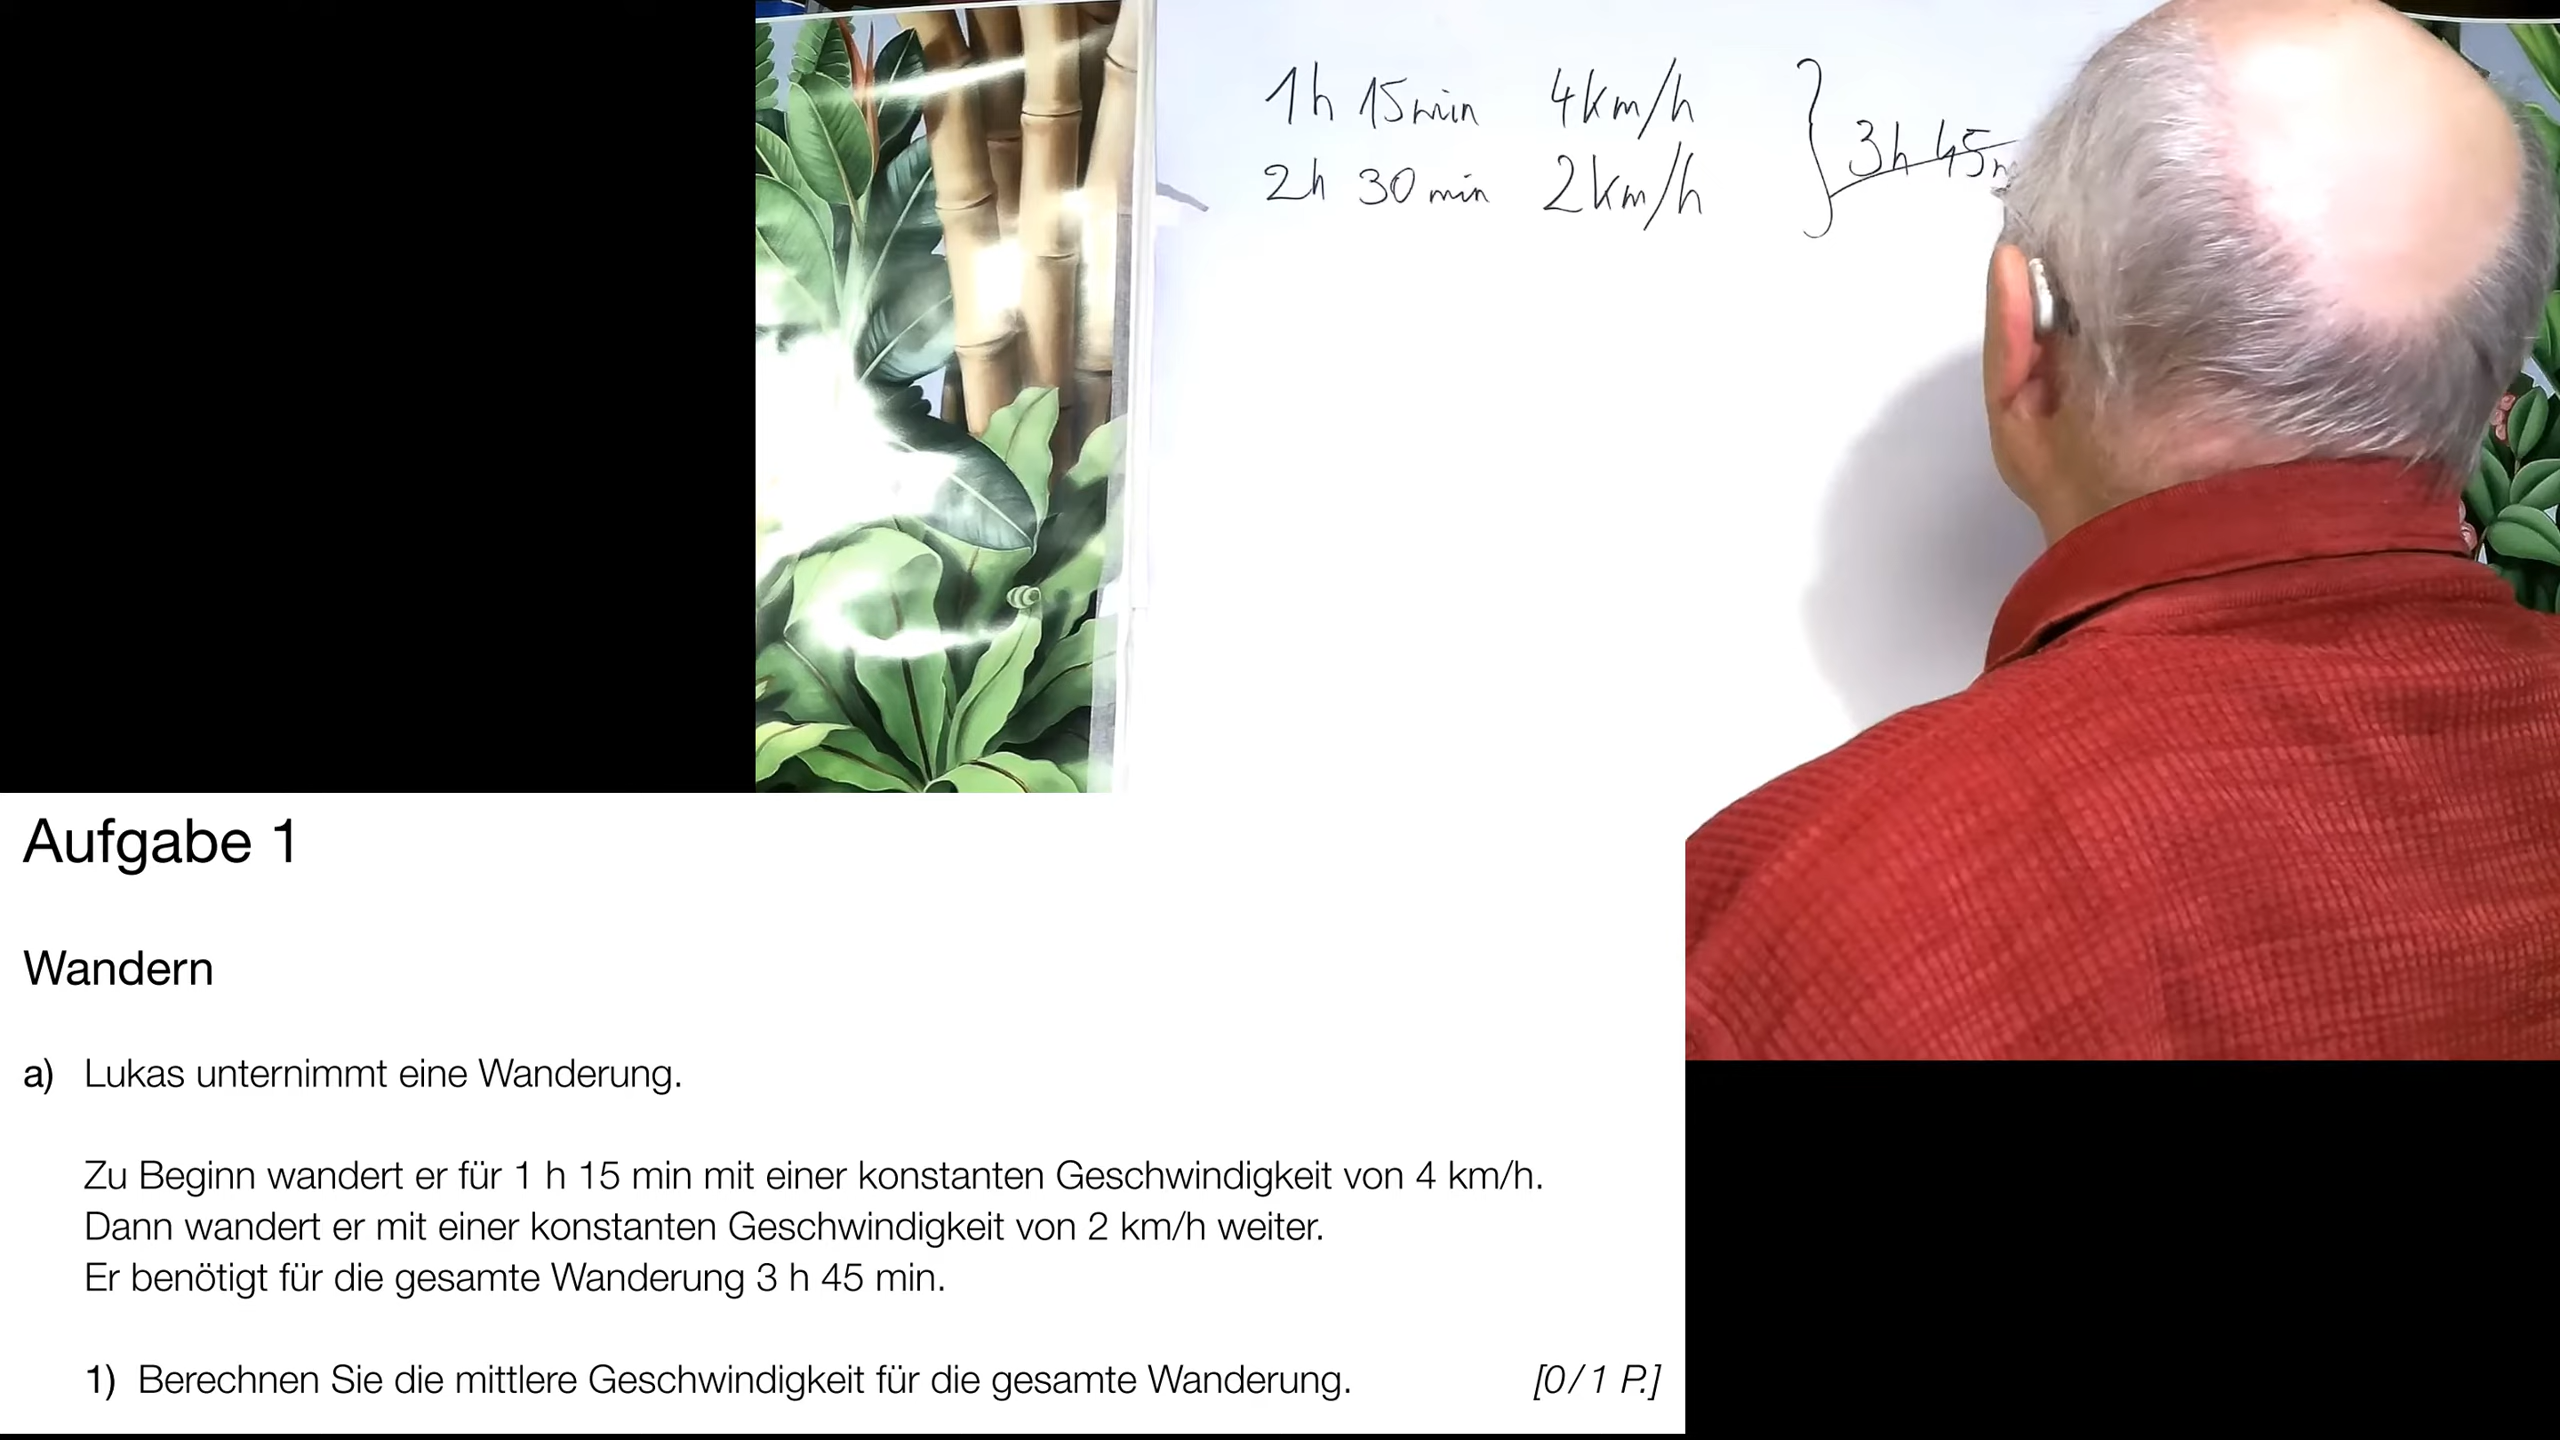 1h 15min 4km/h
2h 30min 2km/h
3h 45m
Aufgabe 1
Wandern
a) Lukas unternimmt eine Wanderung.
Zu Beginn wandert er für 1 h 15 min mit einer konstanten Geschwindigkeit von 4 km/h.
Dann wandert er mit einer konstanten Geschwindigkeit von 2 km/h weiter.
Er benötigt für die gesamte Wanderung 3 h 45 min.
1) Berechnen Sie die mittlere Geschwindigkeit für die gesamte Wanderung. [0/1 P.]